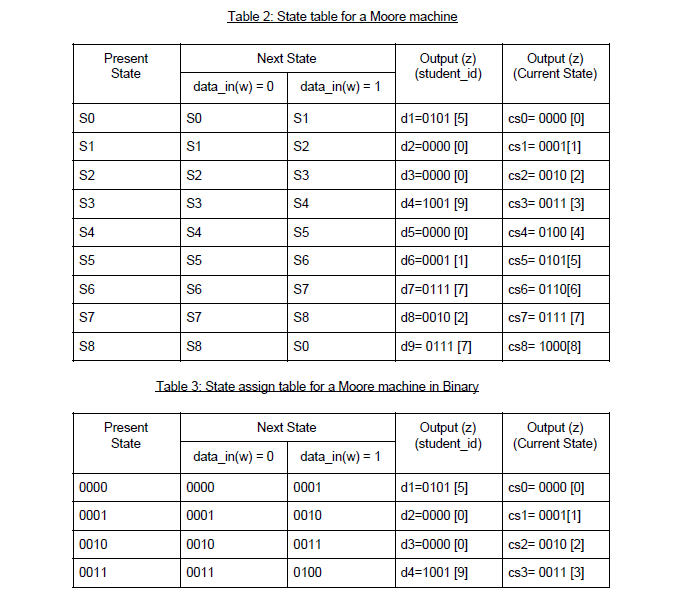 Table 2: State table for a Moore machine
Present State Next State Output (z) (student_id) Output (z) (Current State)
data_in(w) = 0 data_in(w) = 1
S0 S0 S1 d1=0101 [5] cs0= 0000 [0]
S1 S1 S2 d2=0000 [0] cs1= 0001[1]
S2 S2 S3 d3=0000 [0] cs2= 0010 [2]
S3 S3 S4 d4=1001 [9] cs3= 0011 [3]
S4 S4 S5 d5=0000 [0] cs4= 0100 [4]
S5 S5 S6 d6=0001 [1] cs5= 0101[5]
S6 S6 S7 d7=0111 [7] cs6= 0110[6]
S7 S7 S8 d8=0010 [2] cs7= 0111 [7]
S8 S8 S0 d9= 0111 [7] cs8= 1000[8]
Table 3: State assign table for a Moore machine in Binary
Present State Next State Output (z) (student_id) Output (z) (Current State)
data_in(w) = 0 data_in(w) = 1
0000 0000 0001 d1=0101 [5] cs0= 0000 [0]
0001 0001 0010 d2=0000 [0] cs1= 0001[1]
0010 0010 0011 d3=0000 [0] cs2= 0010 [2]
0011 0011 0100 d4=1001 [9] cs3= 0011 [3]